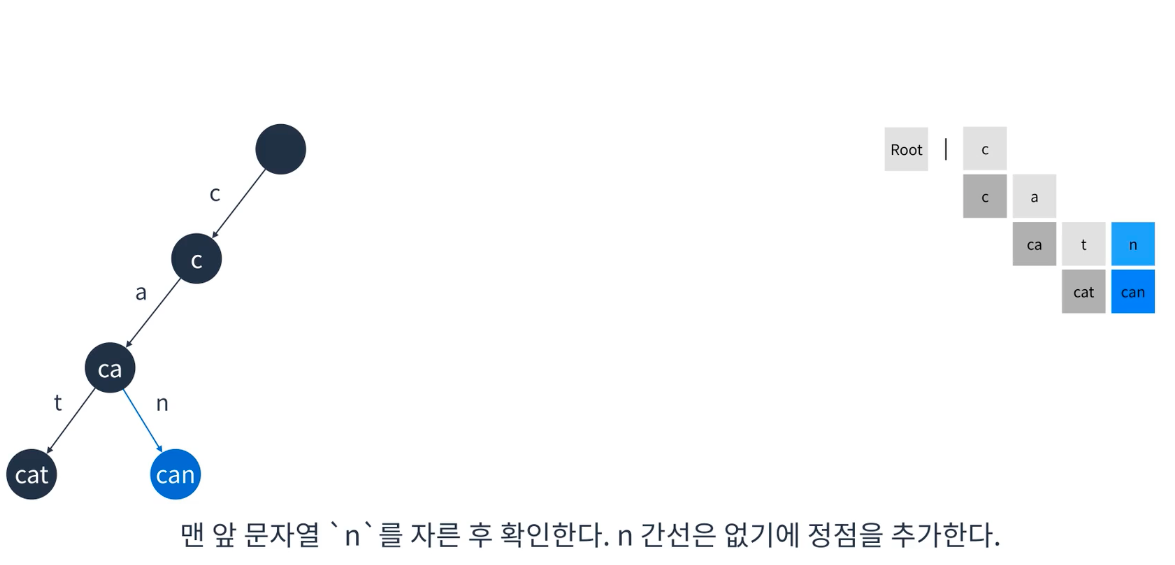 Root | c
c
c a
c
a
ca t n
ca
cat can
t n
cat can
맨 앞 문자열 `n`를 자른 후 확인한다. n 간선은 없기에 정점을 추가한다.